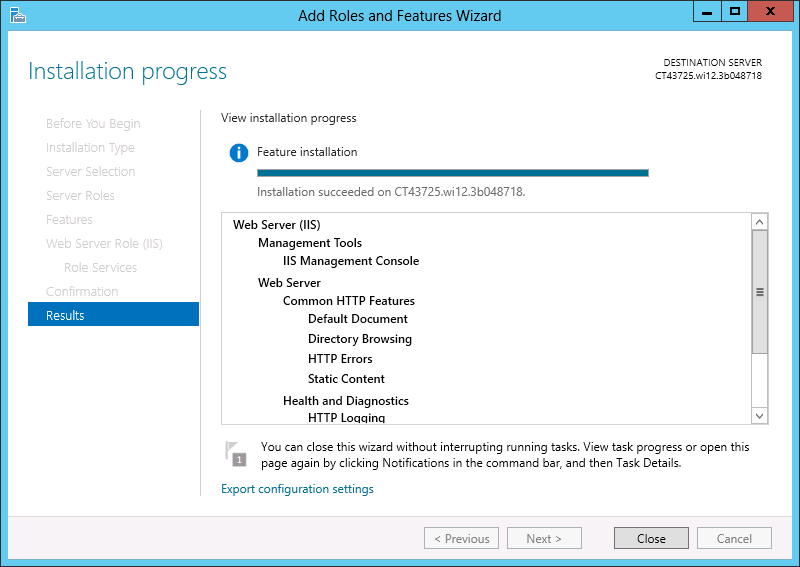 Add Roles and Features Wizard
Installation progress
DESTINATION SERVER
CT43725.wi12.3b048718
Before You Begin
Installation Type
Server Selection
Server Roles
Features
Web Server Role (IIS)
Role Services
Confirmation
Results
View installation progress
Feature installation
Installation succeeded on CT43725.wi12.3b048718.
Web Server (IIS)
Management Tools
IIS Management Console
Web Server
Common HTTP Features
Default Document
Directory Browsing
HTTP Errors
Static Content
Health and Diagnostics
HTTP Logging
1
You can close this wizard without interrupting running tasks. View task progress or open this
page again by clicking Notifications in the command bar, and then Task Details.
Export configuration settings
< Previous
Next >
Close
Cancel